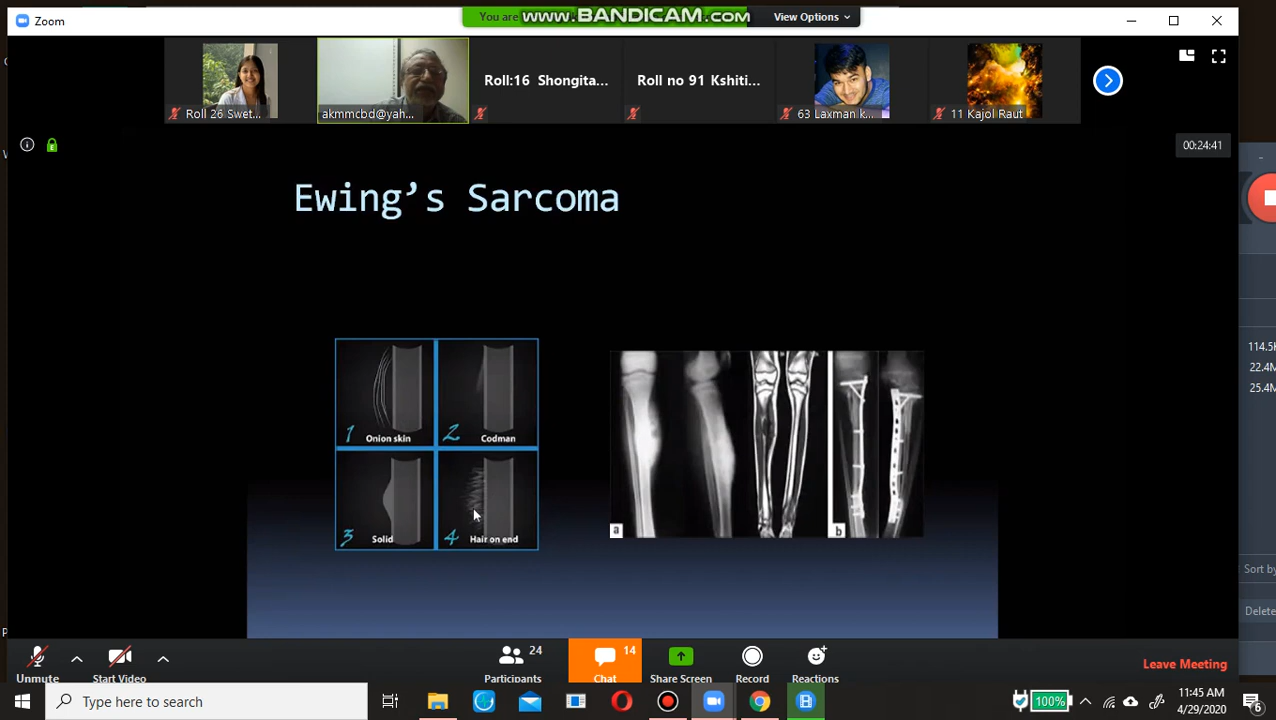 Zoom
You are
www.BANDICAM.com
View Options
Roll 26 Swet...
akmmcbd@yah...
Roll:16 Shongita...
Roll no 91 Kshiti...
63 Laxman k...
11 Kajol Raut
00:24:41
Ewing’s Sarcoma
1 Onion skin
2 Codman
3 Solid
4 Hair on end
a
b
114.5
22.4M
25.4M
Sort by
Delete
Unmute
Start Video
24
Participants
14
Chat
Share Screen
Record
Reactions
Leave Meeting
Type here to search
100%
11:45 AM
4/29/2020
6